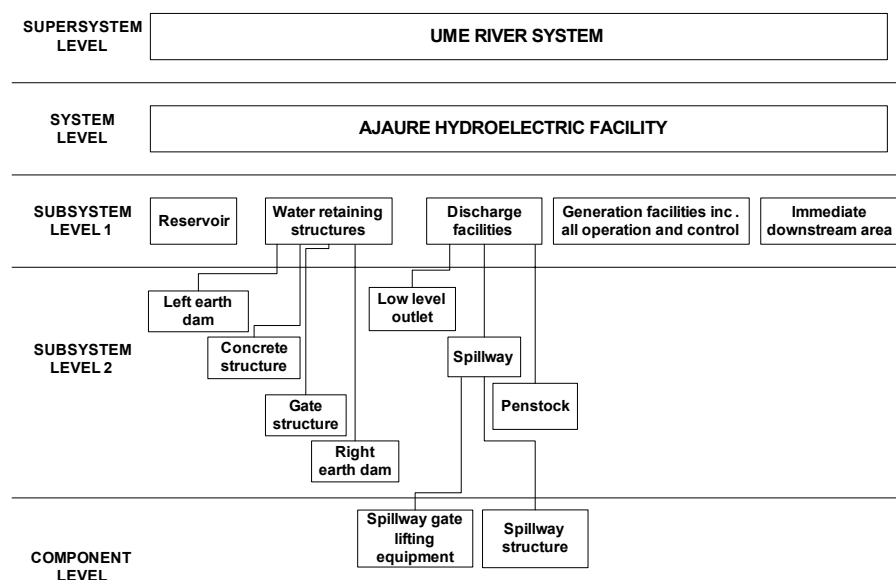 SUPERSYSTEM
LEVEL
UME RIVER SYSTEM
SYSTEM
LEVEL
AJAURE HYDROELECTRIC FACILITY
SUBSYSTEM
LEVEL 1
Reservoir
Water retaining
structures
Discharge
facilities
Generation facilities inc .
all operation and control
Immediate
downstream area
SUBSYSTEM
LEVEL 2
Left earth
dam
Concrete
structure
Gate
structure
Right
earth dam
Low level
outlet
Spillway
Penstock
COMPONENT
LEVEL
Spillway gate
lifting
equipment
Spillway
structure